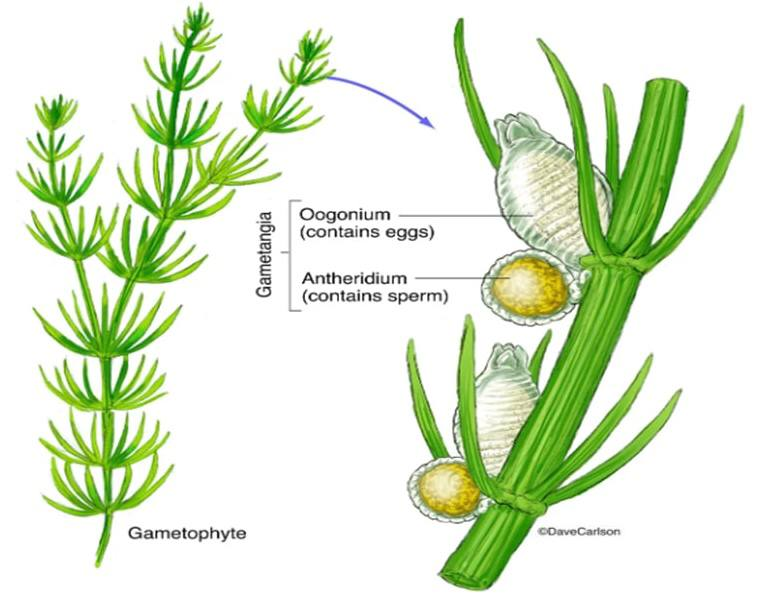 Gametangia
Oogonium
(contains eggs)
Antheridium
(contains sperm)
Gametophyte
©DaveCarlson